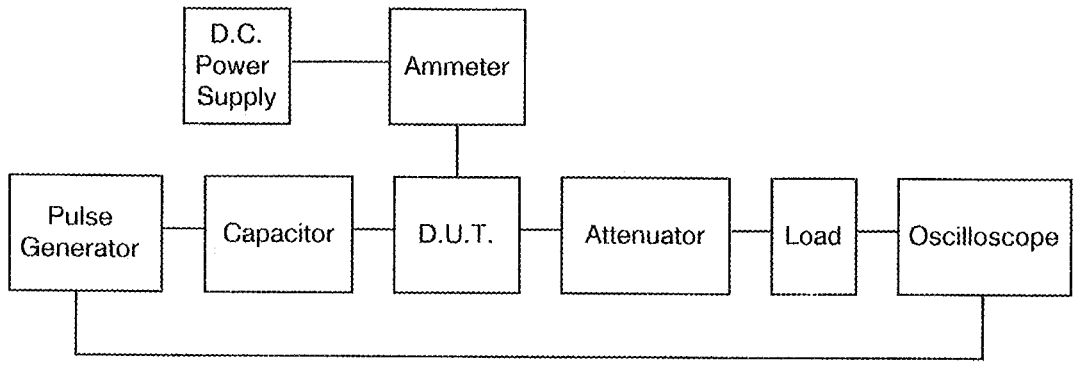 D.C.
Power
Supply
Ammeter
Pulse
Generator
Capacitor
D.U.T.
Attenuator
Load
Oscilloscope